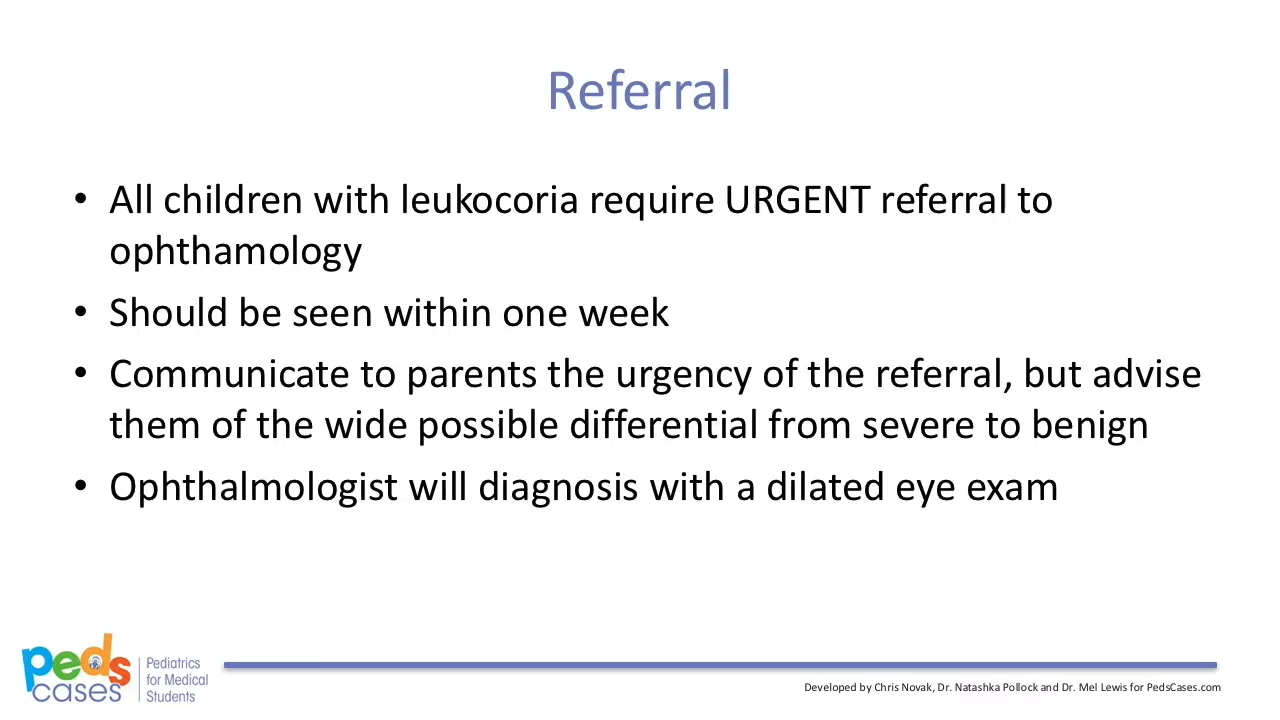 Referral
• All children with leukocoria require URGENT referral to
ophthamology
• Should be seen within one week
• Communicate to parents the urgency of the referral, but advise
them of the wide possible differential from severe to benign
• Ophthalmologist will diagnosis with a dilated eye exam
peds
cases
Pediatrics
for Medical
Students
Developed by Chris Novak, Dr. Natashka Pollock and Dr. Mel Lewis for PedsCases.com